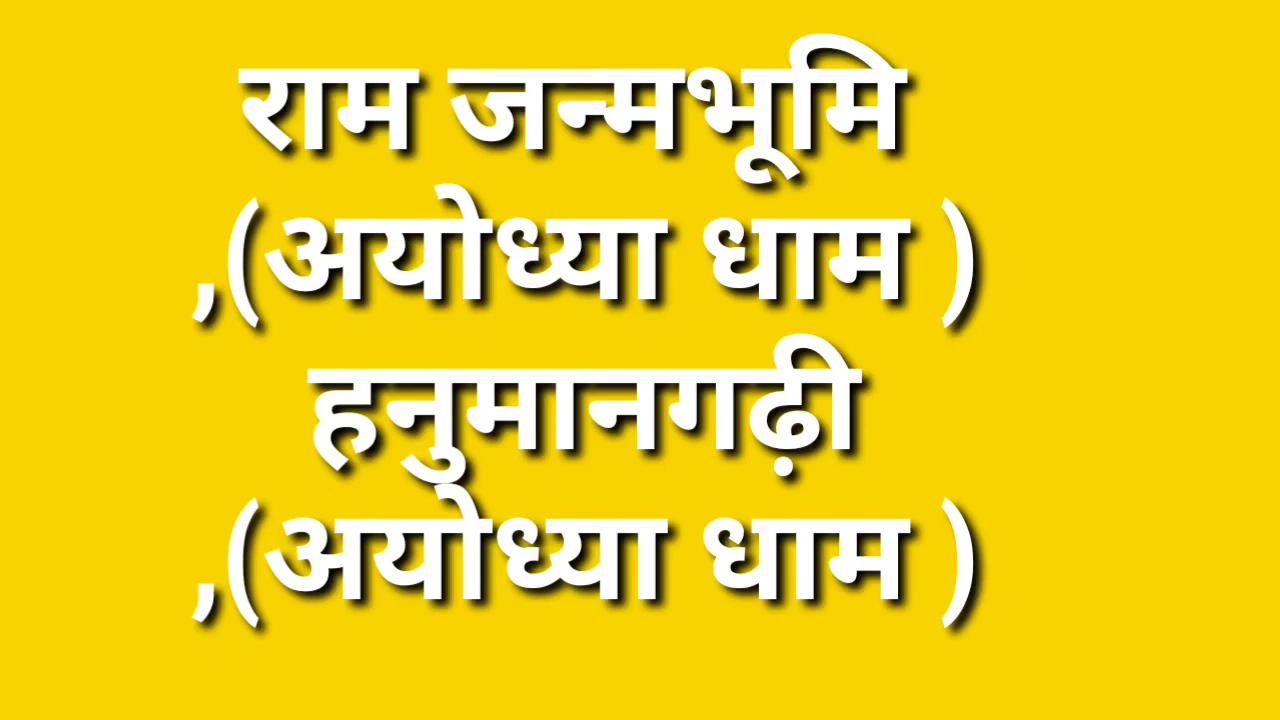 राम जन्मभूमि
,(अयोध्या धाम )
हनुमानगढ़ी
,(अयोध्या धाम )